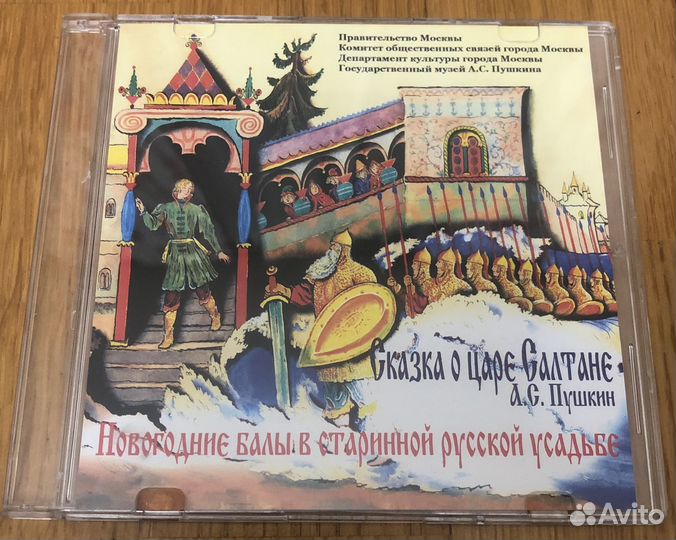 Правительство Москвы
Комитет общественных связей города Москвы
Департамент культуры города Москвы
Государственный музей А.С. Пушкина
Сказка о царе Салтане
А.С. Пушкин
Новогодние балы в старинной русской усадьбе
Avito